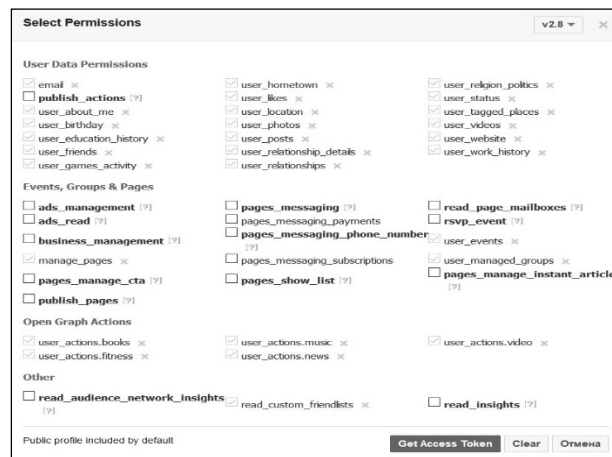 Select Permissions v2.8
User Data Permissions
email user_hometown user_religion_politics
publish_actions [?] user_likes user_status
user_about_me user_location user_tagged_places
user_birthday user_photos user_videos
user_education_history user_posts user_website
user_friends user_relationship_details user_work_history
user_games_activity user_relationships
Events, Groups & Pages
ads_management [?] pages_messaging [?] read_page_mailboxes [?]
ads_read [?] pages_messaging_payments rsvp_event [?]
business_management [?] pages_messaging_phone_number [?] user_events
manage_pages pages_messaging_subscriptions user_managed_groups
pages_manage_cta [?] pages_show_list [?] pages_manage_instant_article [?]
publish_pages [?]
Open Graph Actions
user_actions.books user_actions.music user_actions.video
user_actions.fitness user_actions.news
Other
read_audience_network_insights [?] read_custom_friendlists read_insights [?]
Public profile included by default Get Access Token Clear Отмена